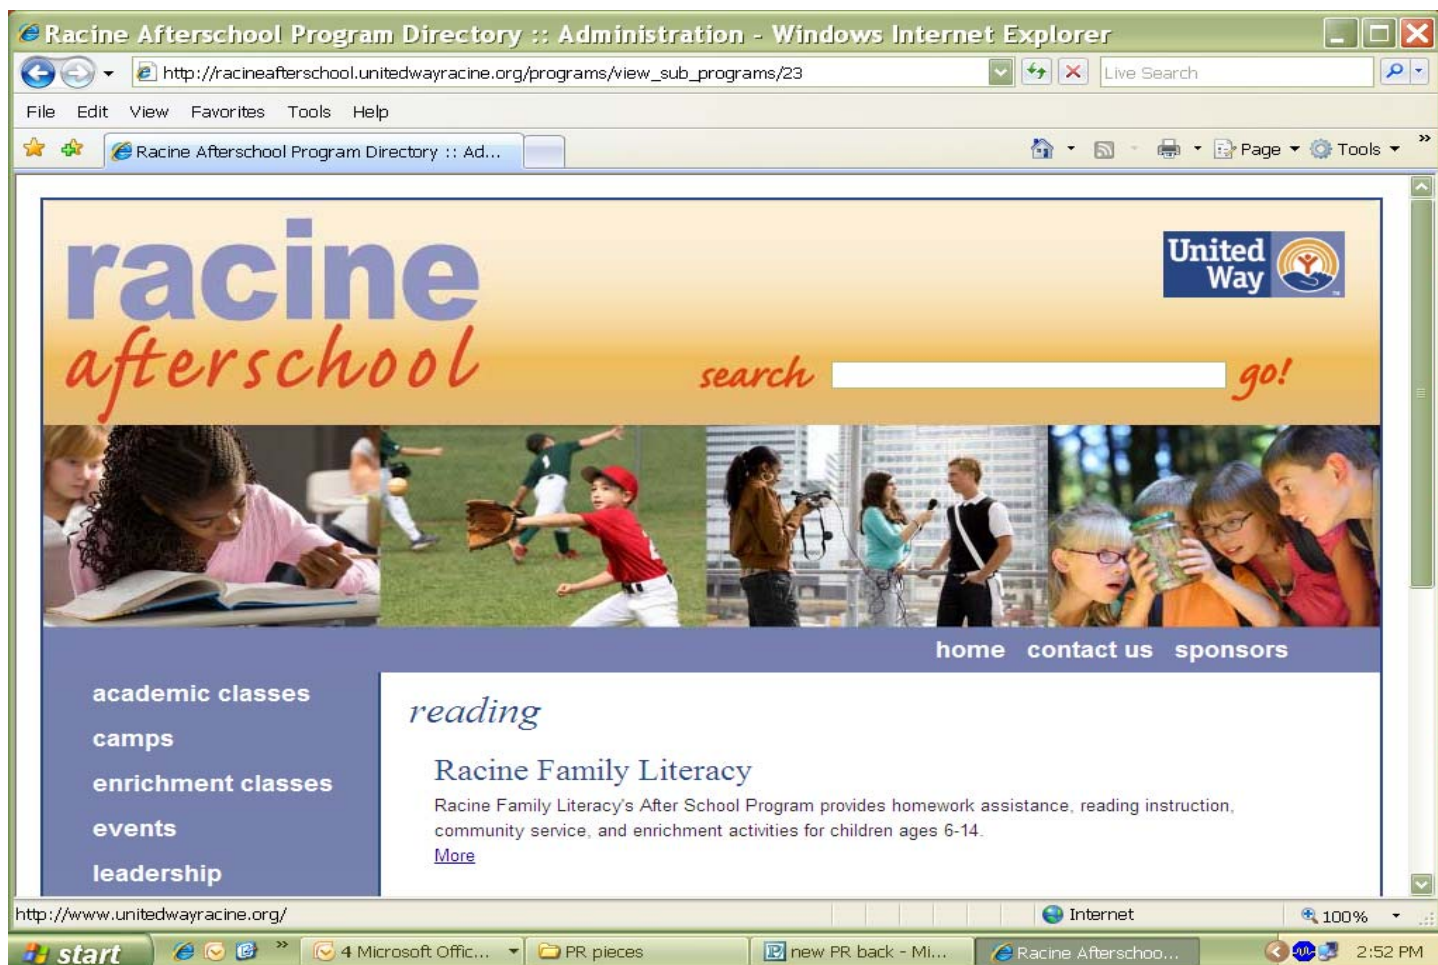 Racine Afterschool Program Directory :: Administration - Windows Internet Explorer
http://racineafterschool.unitedwayracine.org/programs/view_sub_programs/23
Live Search
File Edit View Favorites Tools Help
Racine Afterschool Program Directory :: Ad...
Page Tools »
racine
afterschool
United
Way
search go!
home contact us sponsors
academic classes
camps
enrichment classes
events
leadership
reading
Racine Family Literacy
Racine Family Literacy's After School Program provides homework assistance, reading instruction,
community service, and enrichment activities for children ages 6-14.
More
http://www.unitedwayracine.org/
Internet
100%
start » 4 Microsoft Offic... PR pieces new PR back - Mi... Racine Afterschoo... 2:52 PM